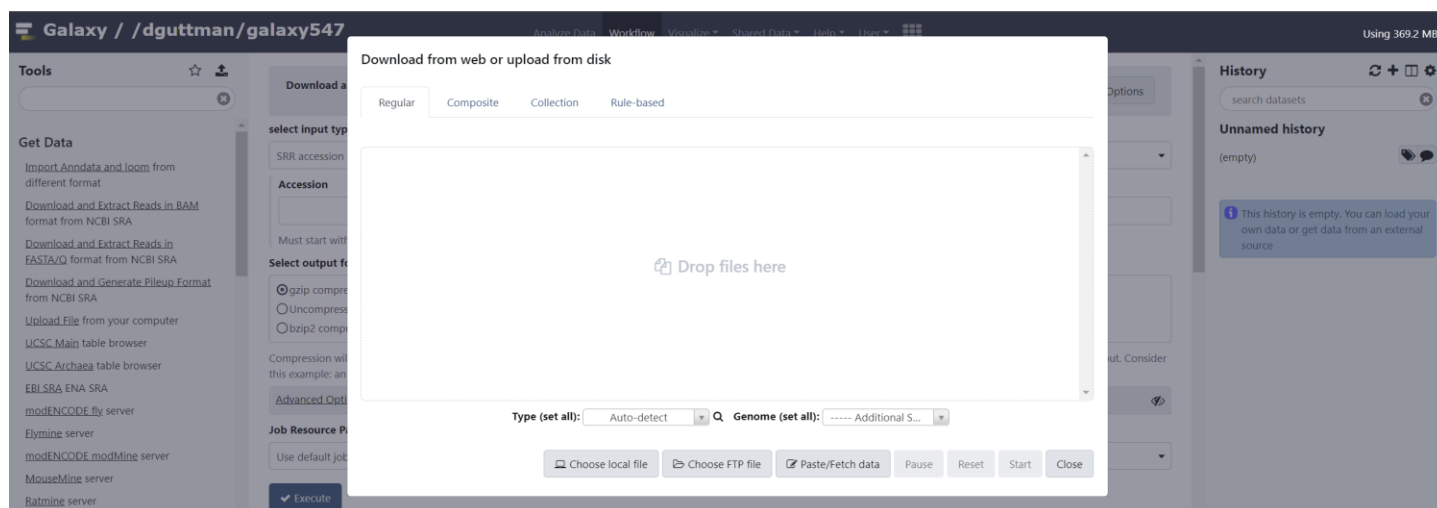 Galaxy / /dguttman/galaxy547
Analyze Data Workflow Visualize Shared Data Help User
Using 369.2 MB
Tools
Get Data
Import Anndata and loom from
different format
Download and Extract Reads in BAM
format from NCBI SRA
Download and Extract Reads in
FASTA/Q format from NCBI SRA
Download and Generate Pileup Format
from NCBI SRA
Upload File from your computer
UCSC Main table browser
UCSC Archaea table browser
EBI SRA ENA SRA
modENCODE fly server
Flymine server
modENCODE modMine server
MouseMine server
Ratmine server
Download a
Options
select input typ
SRR accession
Accession
Must start with
Select output fo
gzip compre
Uncompress
bzip2 compr
Compression wil
out. Consider
this example: an
Advanced Opti
Job Resource Pa
Use default job
Execute
Download from web or upload from disk
Regular Composite Collection Rule-based
Drop files here
Type (set all): Auto-detect Genome (set all): ----- Additional S...
Choose local file Choose FTP file Paste/Fetch data Pause Reset Start Close
History
search datasets
Unnamed history
(empty)
This history is empty. You can load your
own data or get data from an external
source